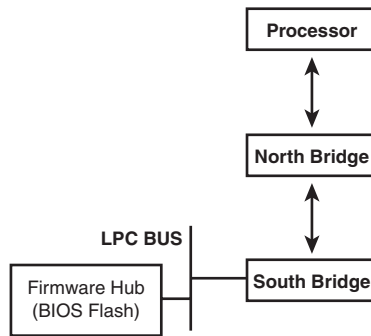 Processor
North Bridge
LPC BUS
South Bridge
Firmware Hub
(BIOS Flash)